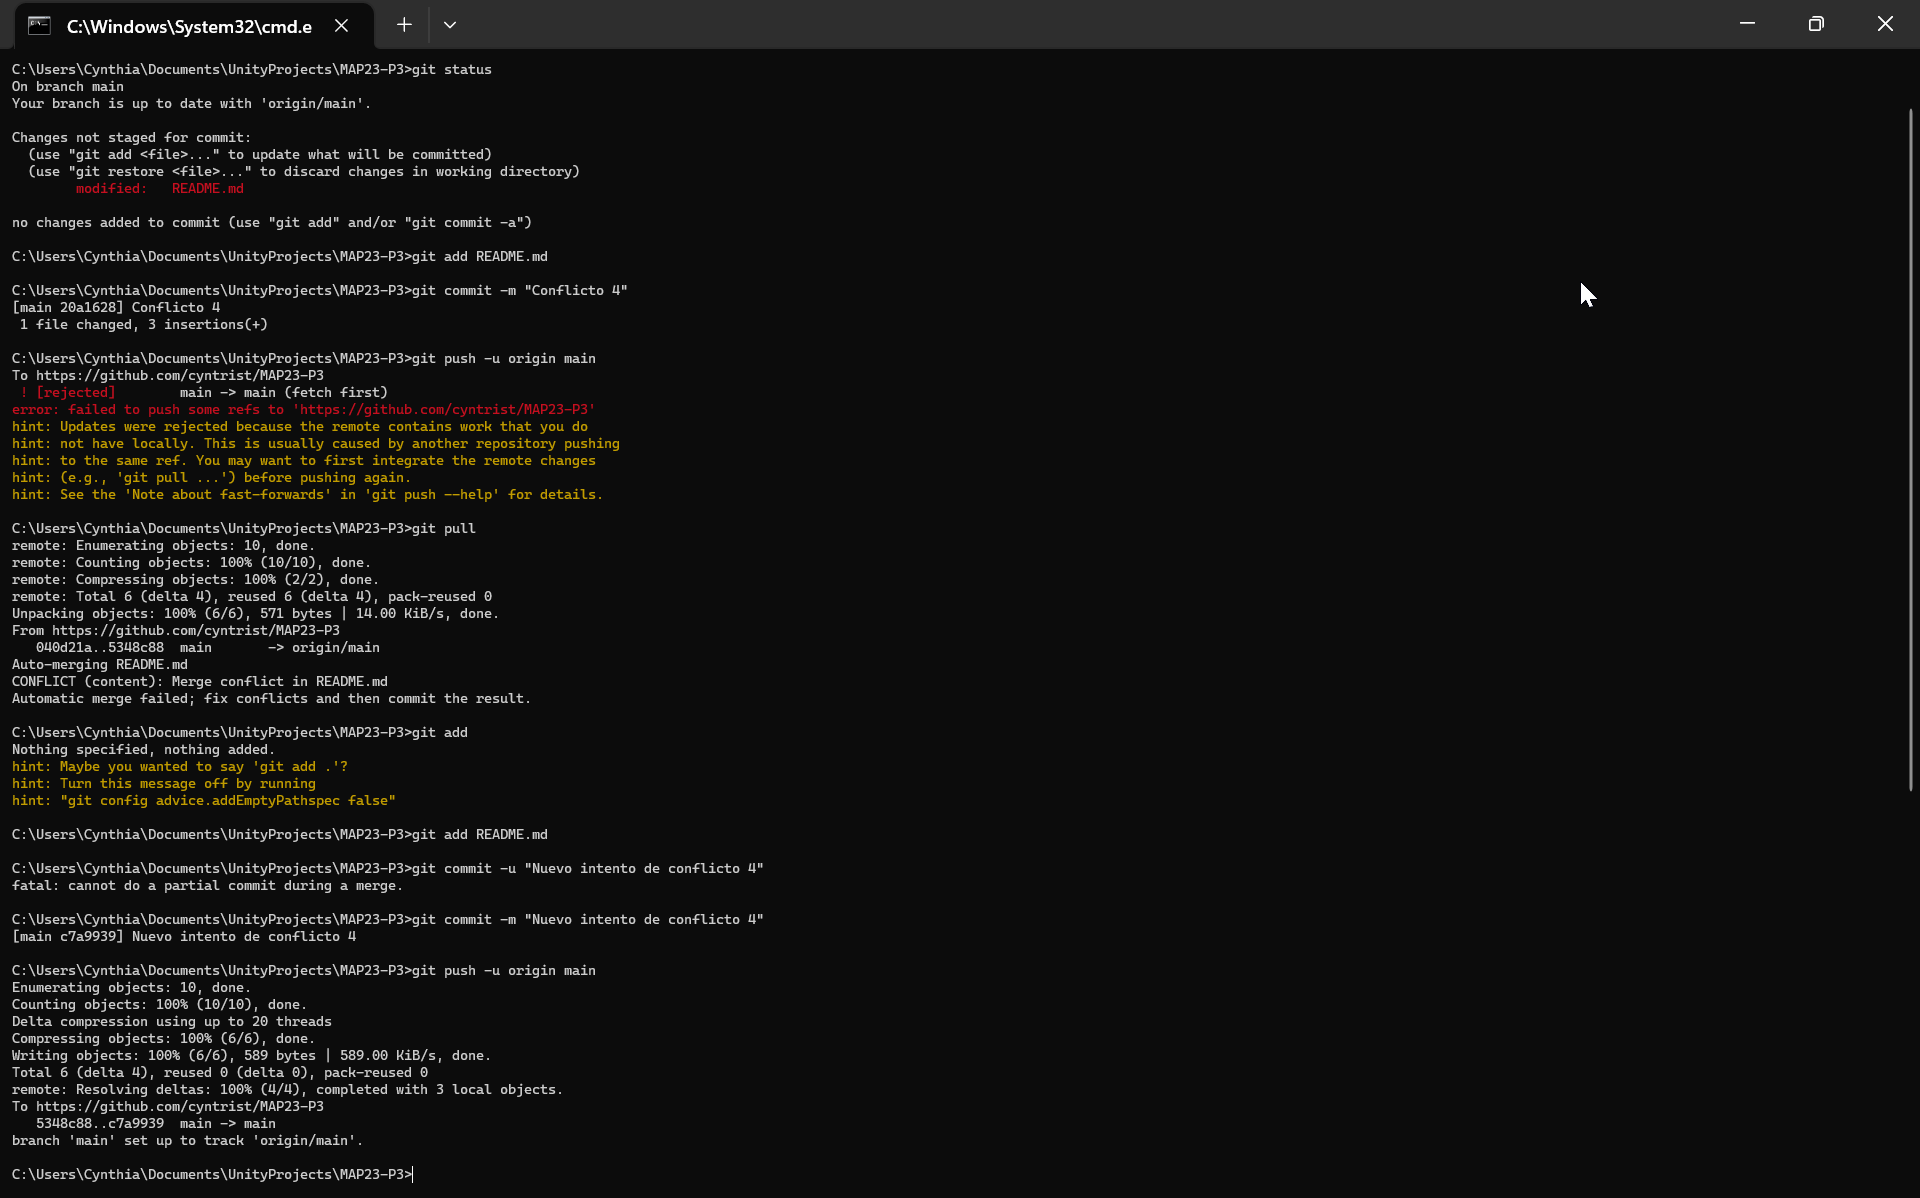 C:\Windows\System32\cmd.e
C:\Users\Cynthia\Documents\UnityProjects\MAP23-P3>git status
On branch main
Your branch is up to date with 'origin/main'.
Changes not staged for commit:
  (use "git add <file>..." to update what will be committed)
  (use "git restore <file>..." to discard changes in working directory)
        modified:   README.md
no changes added to commit (use "git add" and/or "git commit -a")
C:\Users\Cynthia\Documents\UnityProjects\MAP23-P3>git add README.md
C:\Users\Cynthia\Documents\UnityProjects\MAP23-P3>git commit -m "Conflicto 4"
[main 20a1628] Conflicto 4
 1 file changed, 3 insertions(+)
C:\Users\Cynthia\Documents\UnityProjects\MAP23-P3>git push -u origin main
To https://github.com/cyntrist/MAP23-P3
 ! [rejected]        main -> main (fetch first)
error: failed to push some refs to 'https://github.com/cyntrist/MAP23-P3'
hint: Updates were rejected because the remote contains work that you do
hint: not have locally. This is usually caused by another repository pushing
hint: to the same ref. You may want to first integrate the remote changes
hint: (e.g., 'git pull ...') before pushing again.
hint: See the 'Note about fast-forwards' in 'git push --help' for details.
C:\Users\Cynthia\Documents\UnityProjects\MAP23-P3>git pull
remote: Enumerating objects: 10, done.
remote: Counting objects: 100% (10/10), done.
remote: Compressing objects: 100% (2/2), done.
remote: Total 6 (delta 4), reused 6 (delta 4), pack-reused 0
Unpacking objects: 100% (6/6), 571 bytes | 14.00 KiB/s, done.
From https://github.com/cyntrist/MAP23-P3
   040d21a..5348c88  main       -> origin/main
Auto-merging README.md
CONFLICT (content): Merge conflict in README.md
Automatic merge failed; fix conflicts and then commit the result.
C:\Users\Cynthia\Documents\UnityProjects\MAP23-P3>git add
Nothing specified, nothing added.
hint: Maybe you wanted to say 'git add .'?
hint: Turn this message off by running
hint: "git config advice.addEmptyPathspec false"
C:\Users\Cynthia\Documents\UnityProjects\MAP23-P3>git add README.md
C:\Users\Cynthia\Documents\UnityProjects\MAP23-P3>git commit -u "Nuevo intento de conflicto 4"
fatal: cannot do a partial commit during a merge.
C:\Users\Cynthia\Documents\UnityProjects\MAP23-P3>git commit -m "Nuevo intento de conflicto 4"
[main c7a9939] Nuevo intento de conflicto 4
C:\Users\Cynthia\Documents\UnityProjects\MAP23-P3>git push -u origin main
Enumerating objects: 10, done.
Counting objects: 100% (10/10), done.
Delta compression using up to 20 threads
Compressing objects: 100% (6/6), done.
Writing objects: 100% (6/6), 589 bytes | 589.00 KiB/s, done.
Total 6 (delta 4), reused 0 (delta 0), pack-reused 0
remote: Resolving deltas: 100% (4/4), completed with 3 local objects.
To https://github.com/cyntrist/MAP23-P3
   5348c88..c7a9939  main -> main
branch 'main' set up to track 'origin/main'.
C:\Users\Cynthia\Documents\UnityProjects\MAP23-P3>